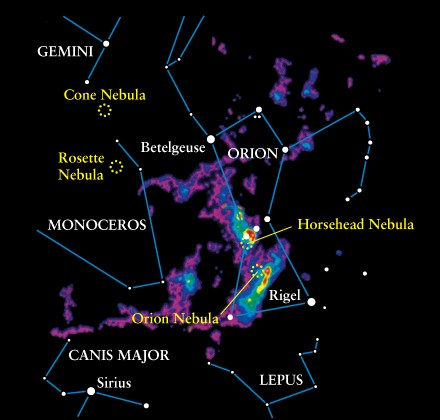 GEMINI
Cone Nebula
Betelgeuse
ORION
Rosette
Nebula
MONOCEROS
Horsehead Nebula
Rigel
Orion Nebula
CANIS MAJOR
Sirius
LEPUS